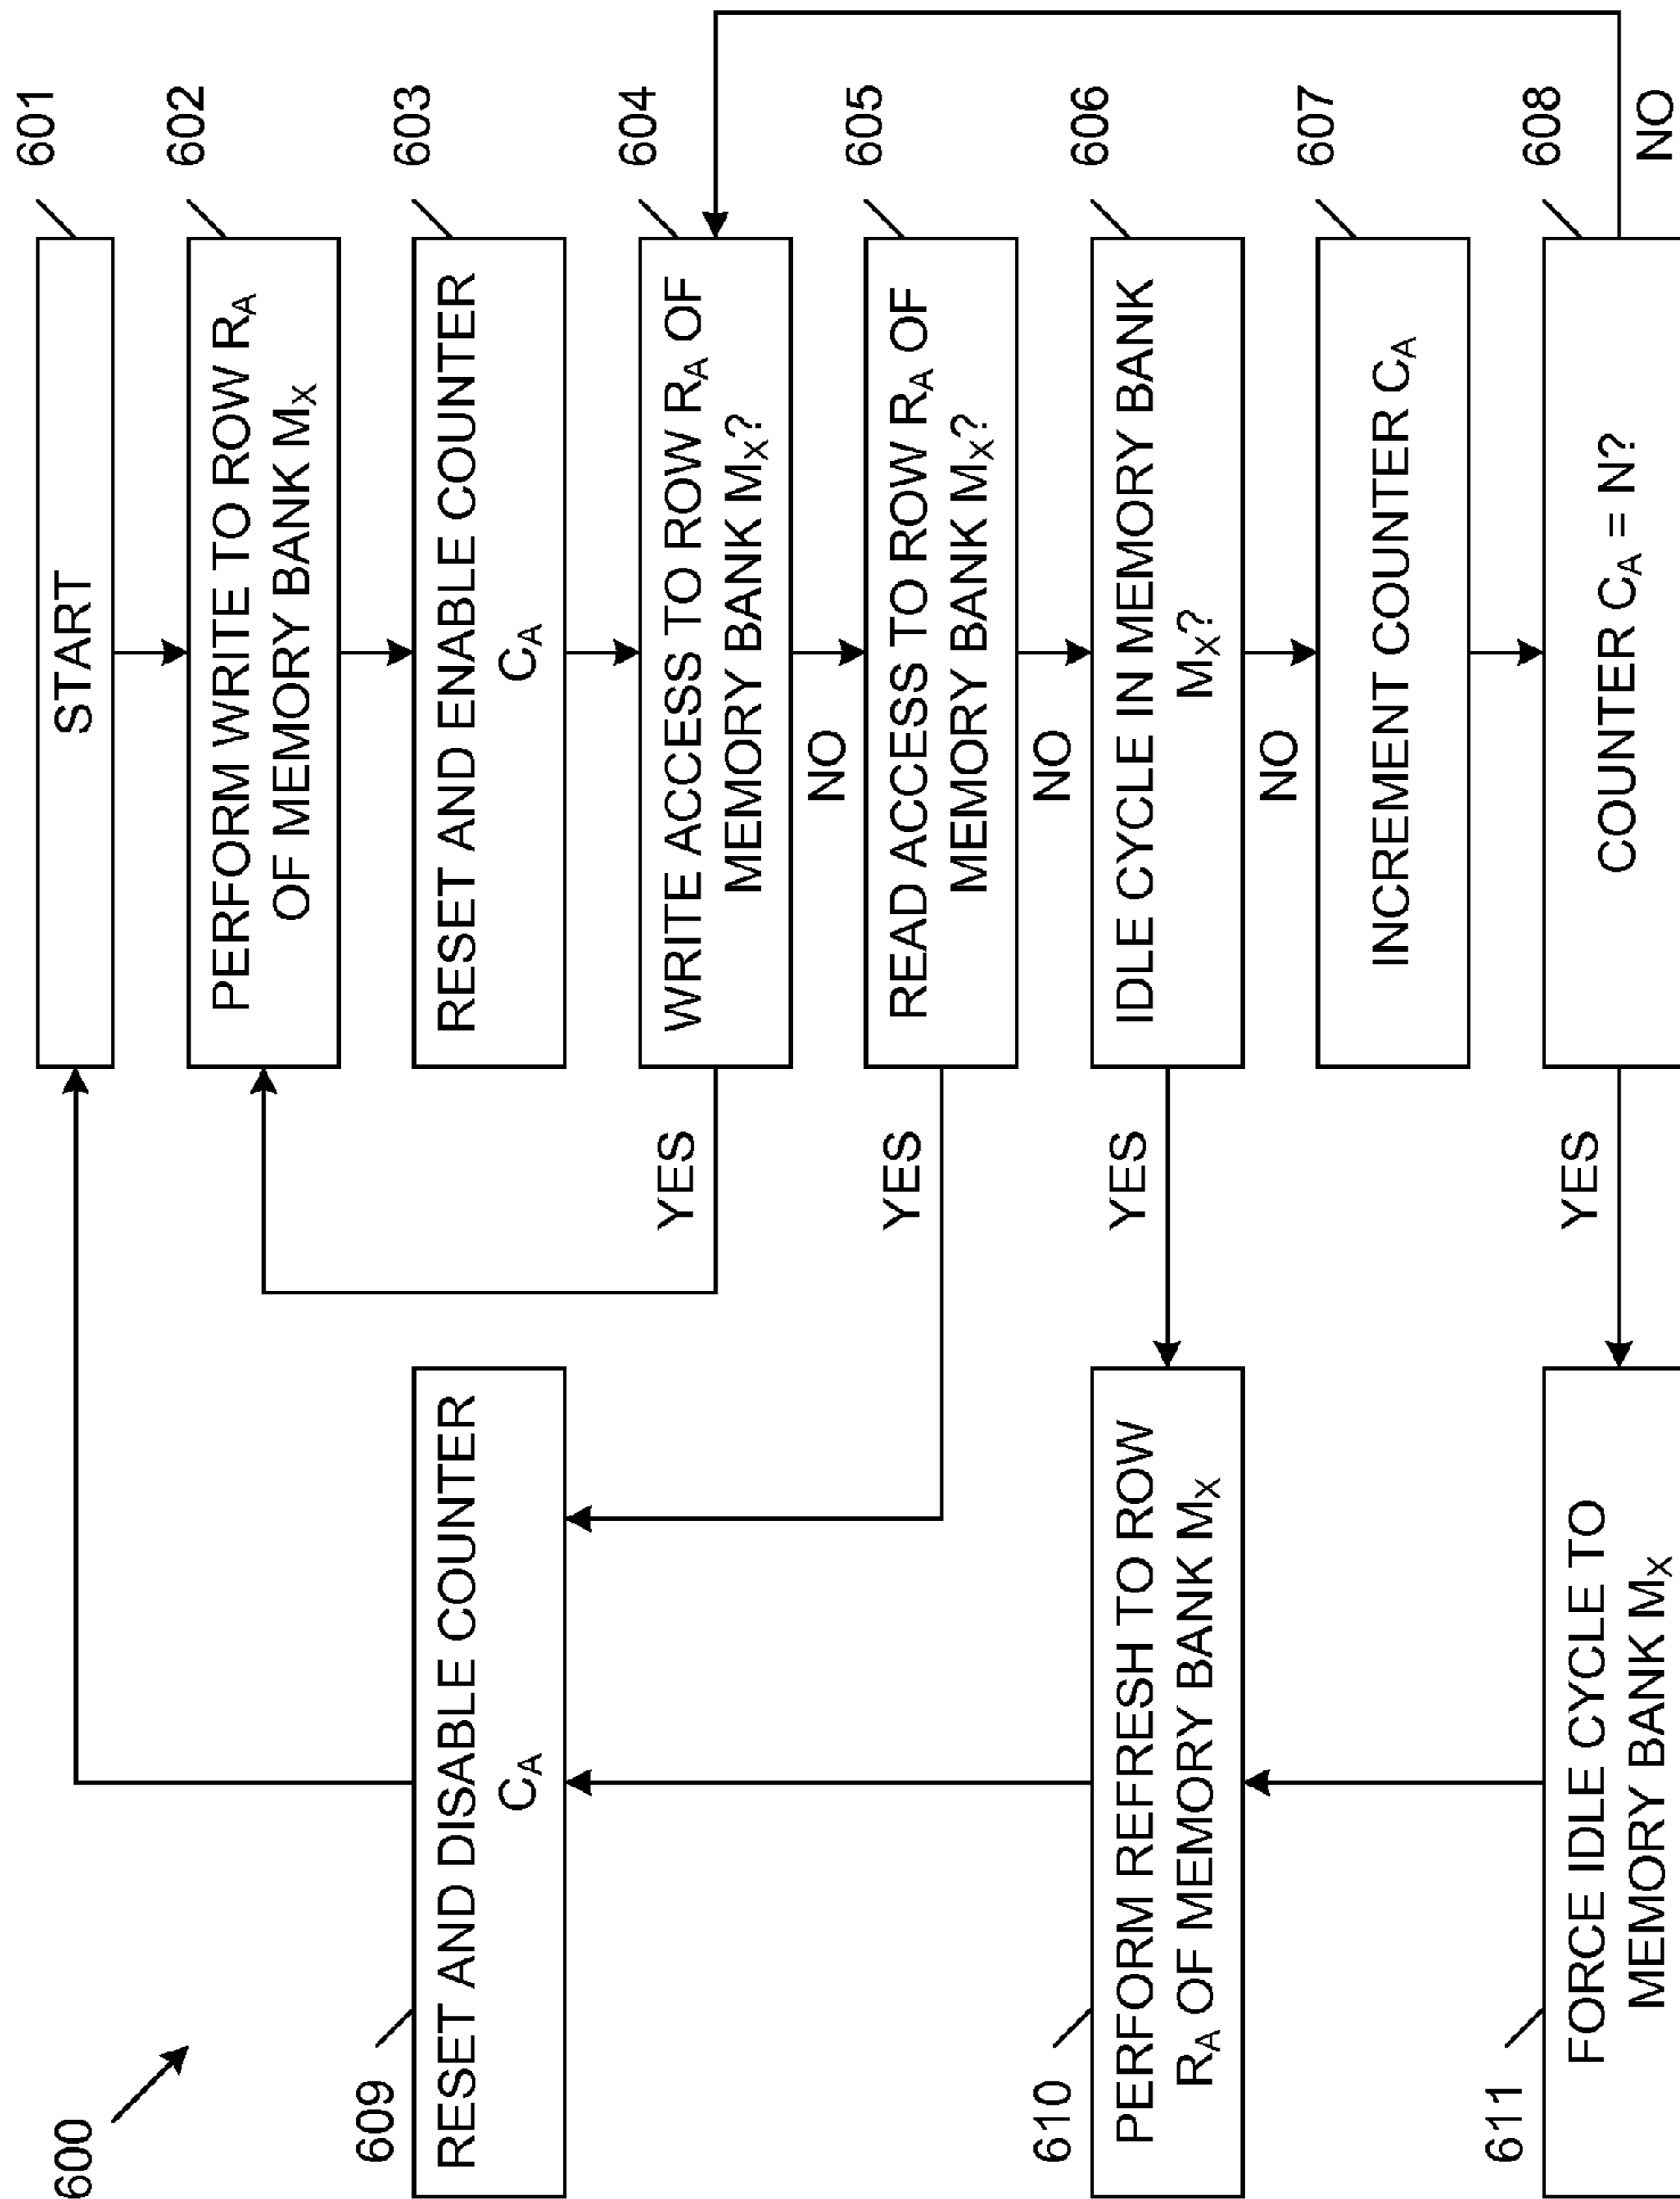 600
START
601
PERFORM WRITE TO ROW R_A
OF MEMORY BANK M_X
602
RESET AND ENABLE COUNTER
C_A
603
WRITE ACCESS TO ROW R_A OF
MEMORY BANK M_X?
604
YES
NO
READ ACCESS TO ROW R_A OF
MEMORY BANK M_X?
605
YES
NO
IDLE CYCLE IN MEMORY BANK
M_X?
606
YES
NO
INCREMENT COUNTER C_A
607
COUNTER C_A = N?
608
YES
NO
609
RESET AND DISABLE COUNTER
C_A
610
PERFORM REFRESH TO ROW
R_A OF MEMORY BANK M_X
611
FORCE IDLE CYCLE TO
MEMORY BANK M_X